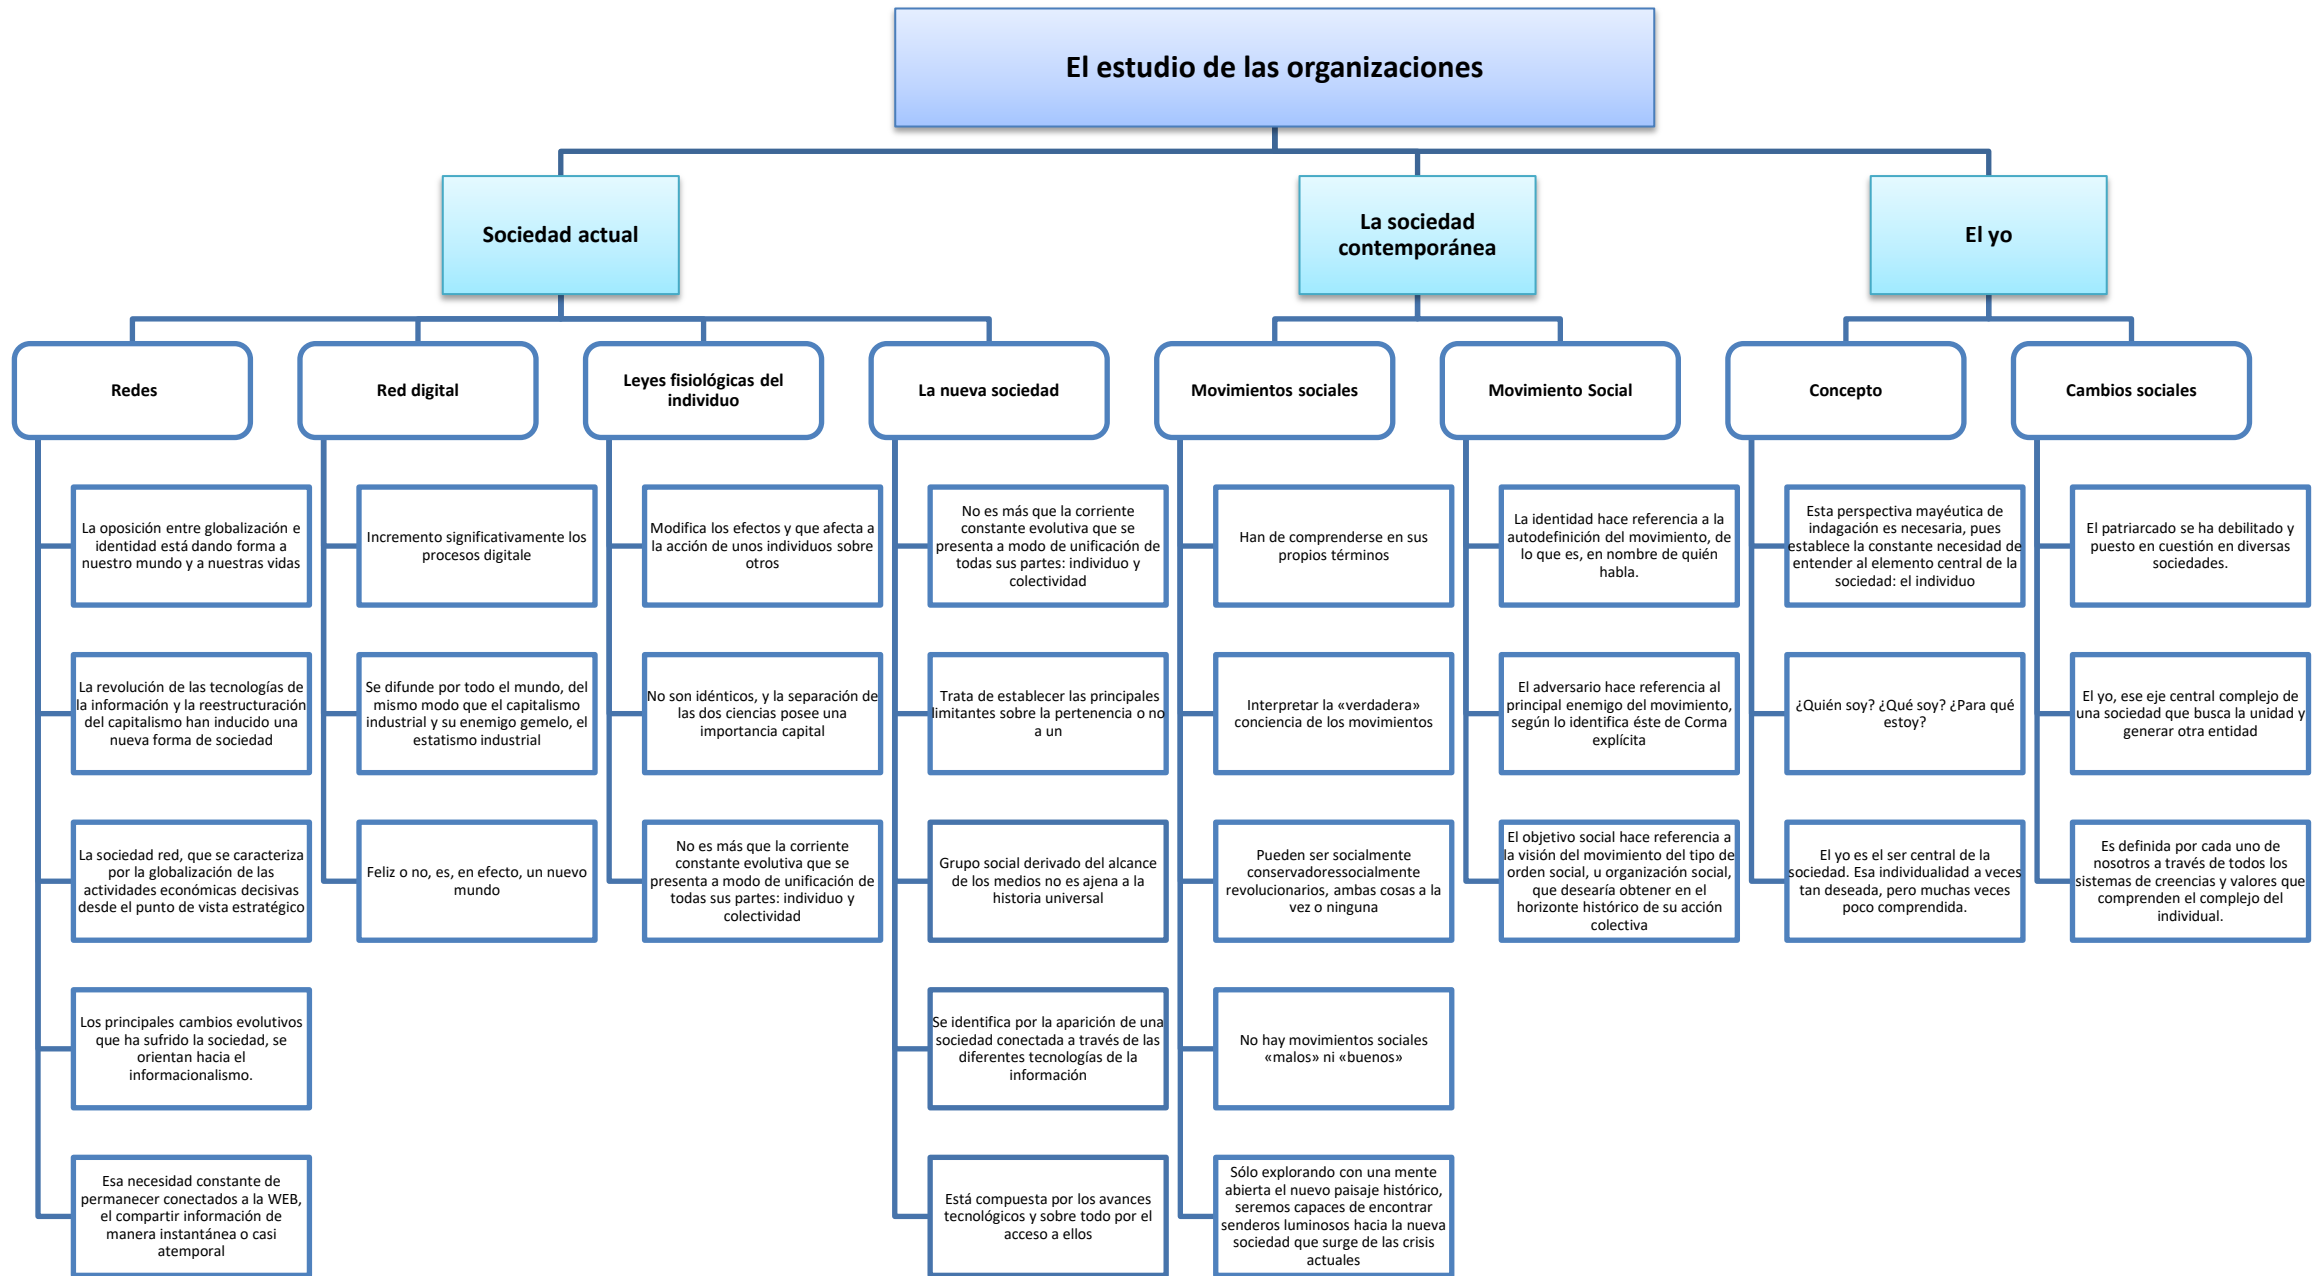 El estudio de las organizaciones
Sociedad actual
La sociedad
contemporánea
El yo
Redes
Red digital
Leyes fisiológicas del
individuo
La nueva sociedad
Movimientos sociales
Movimiento Social
Concepto
Cambios sociales
La oposición entre globalización e
identidad está dando forma a
nuestro mundo y a nuestras vidas
La revolución de las tecnologías de
la información y la reestructuración
del capitalismo han inducido una
nueva forma de sociedad
La sociedad red, que se caracteriza
por la globalización de las
actividades económicas decisivas
desde el punto de vista estratégico
Los principales cambios evolutivos
que ha sufrido la sociedad, se
orientan hacia el
informacionalismo.
Esa necesidad constante de
permanecer conectados a la WEB,
el compartir información de
manera instantánea o casi
atemporal
Incremento significativamente los
procesos digitale
Se difunde por todo el mundo, del
mismo modo que el capitalismo
industrial y su enemigo gemelo, el
estatismo industrial
Feliz o no, es, en efecto, un nuevo
mundo
Modifica los efectos y que afecta a
la acción de unos individuos sobre
otros
No son idénticos, y la separación de
las dos ciencias posee una
importancia capital
No es más que la corriente
constante evolutiva que se
presenta a modo de unificación de
todas sus partes: individuo y
colectividad
No es más que la corriente
constante evolutiva que se
presenta a modo de unificación de
todas sus partes: individuo y
colectividad
Trata de establecer las principales
limitantes sobre la pertenencia o no
a un
Grupo social derivado del alcance
de los medios no es ajena a la
historia universal
Se identifica por la aparición de una
sociedad conectada a través de las
diferentes tecnologías de la
información
Está compuesta por los avances
tecnológicos y sobre todo por el
acceso a ellos
Han de comprenderse en sus
propios términos
Interpretar la «verdadera»
conciencia de los movimientos
Pueden ser socialmente
conservadoressocialmente
revolucionarios, ambas cosas a la
vez o ninguna
No hay movimientos sociales
«malos» ni «buenos»
Sólo explorando con una mente
abierta el nuevo paisaje histórico,
seremos capaces de encontrar
senderos luminosos hacia la nueva
sociedad que surge de las crisis
actuales
La identidad hace referencia a la
autodefinición del movimiento, de
lo que es, en nombre de quién
habla.
El adversario hace referencia al
principal enemigo del movimiento,
según lo identifica éste de Corma
explícita
El objetivo social hace referencia a
la visión del movimiento del tipo de
orden social, u organización social,
que desearía obtener en el
horizonte histórico de su acción
colectiva
Esta perspectiva mayéutica de
indagación es necesaria, pues
establece la constante necesidad de
entender al elemento central de la
sociedad: el individuo
¿Quién soy? ¿Qué soy? ¿Para qué
estoy?
El yo es el ser central de la
sociedad. Esa individualidad a veces
tan deseada, pero muchas veces
poco comprendida.
El patriarcado se ha debilitado y
puesto en cuestión en diversas
sociedades.
El yo, ese eje central complejo de
una sociedad que busca la unidad y
generar otra entidad
Es definida por cada uno de
nosotros a través de todos los
sistemas de creencias y valores que
comprenden el complejo del
individual.